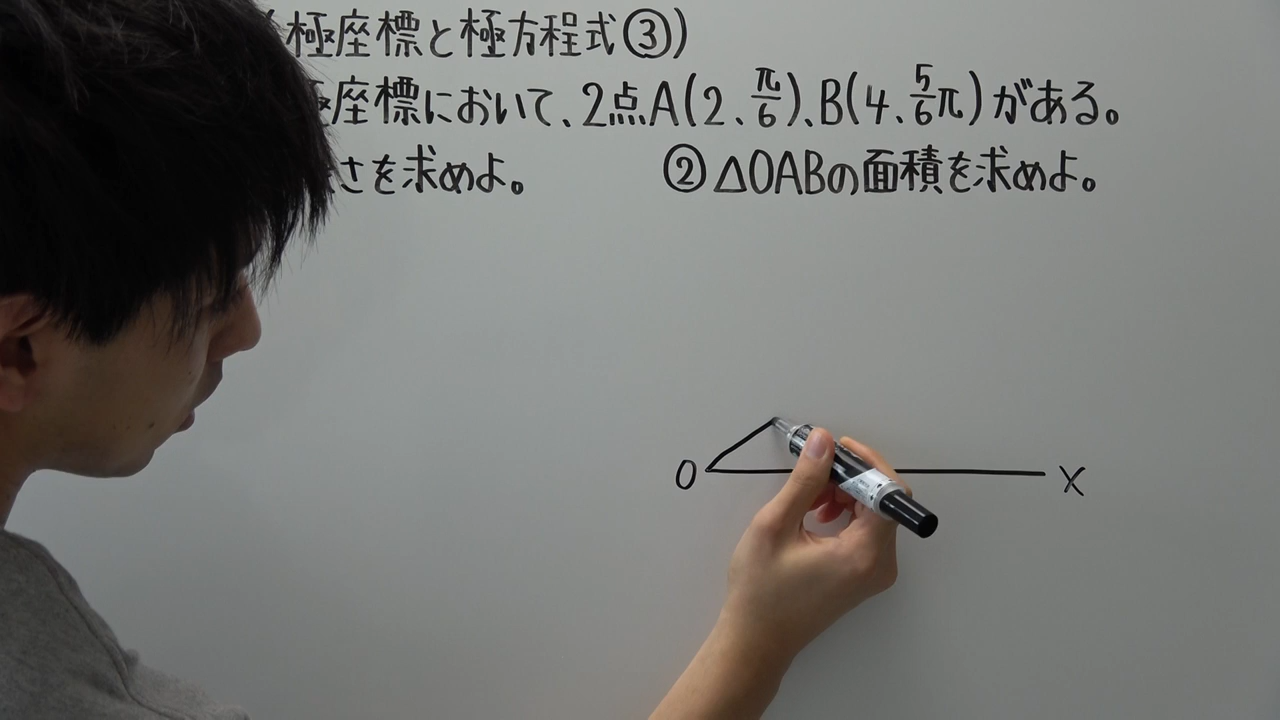 (極座標と極方程式③)
座標において、2点A(2、π/6)、B(4、5/6π)がある。
さを求めよ。 ②△OABの面積を求めよ。
O X